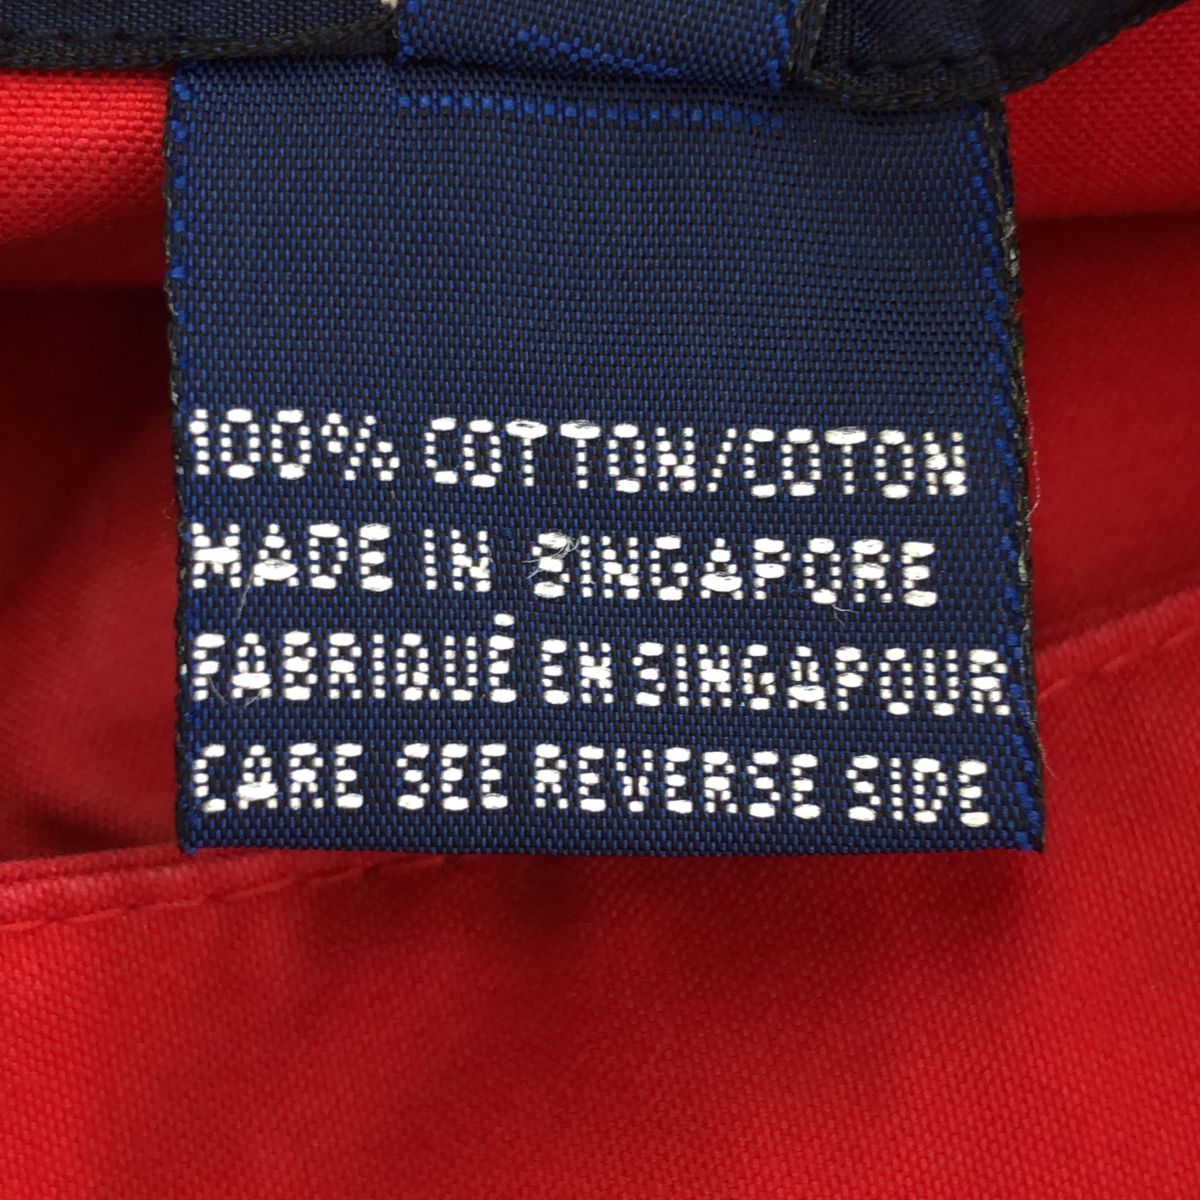 100% COTTON/COTON
MADE IN SINGAPORE
FABRIQUÉ EN SINGAPOUR
CARE SEE REVERSE SIDE